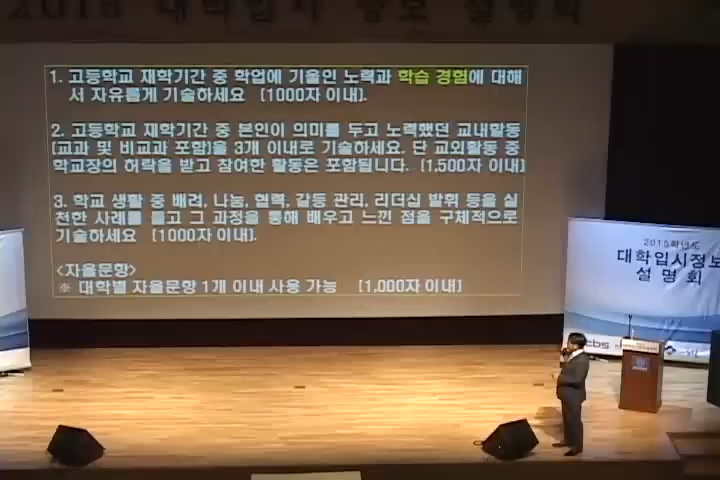 대학입시 정보 설명회
1. 고등학교 재학기간 중 학업에 기울인 노력과 학습 경험에 대해
서 자유롭게 기술하세요 [1000자 이내].
2. 고등학교 재학기간 중 본인이 의미를 두고 노력했던 교내활동
[교과 및 비교과 포함]을 3개 이내로 기술하세요. 단 교외활동 중
학교장의 허락을 받고 참여한 활동은 포함됩니다. [1,500자 이내]
3. 학교 생활 중 배려, 나눔, 협력, 갈등 관리, 리더십 발휘 등을 실
천한 사례를 들고 그 과정을 통해 배우고 느낀 점을 구체적으로
기술하세요 [1000자 이내].
<자율문항>
※ 대학별 자율문항 1개 이내 사용 가능 [1,000자 이내]
2015학년도
대학입시정보
설명회
cbs